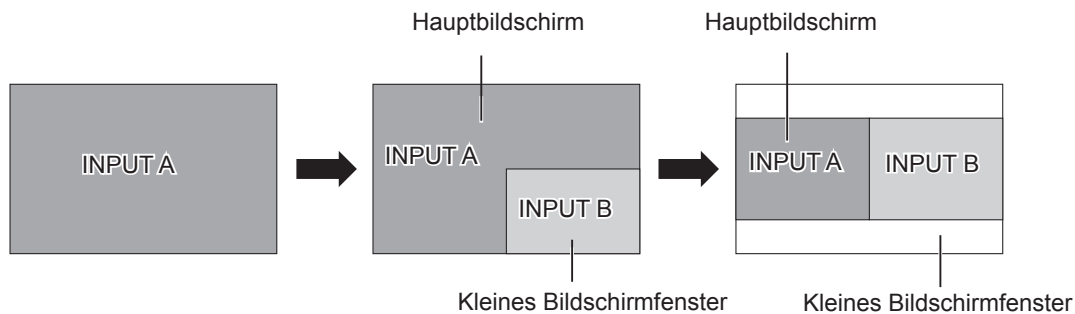 Hauptbildschirm
Hauptbildschirm
INPUT A
INPUT A
INPUT B
INPUT A
INPUT B
Kleines Bildschirmfenster
Kleines Bildschirmfenster